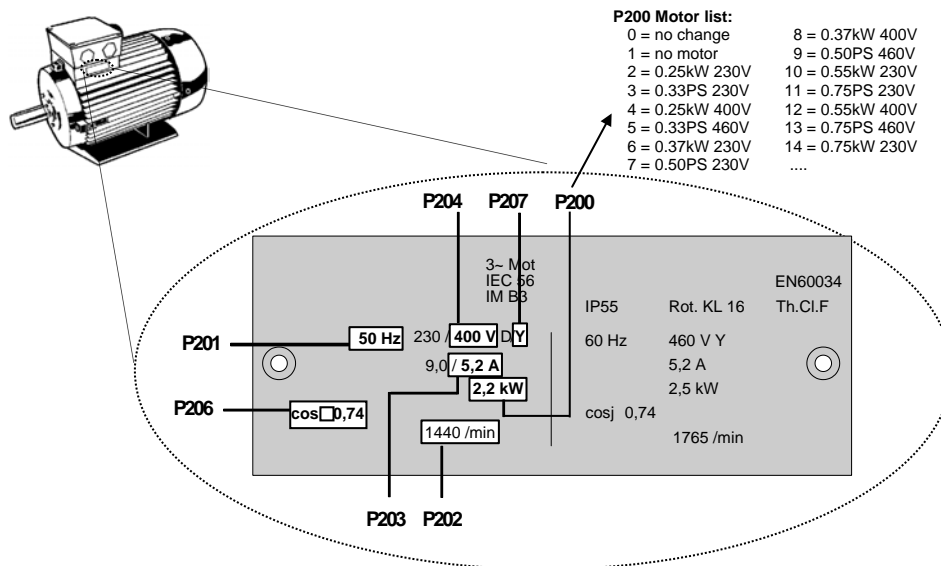 P200 Motor list:
0 = no change
1 = no motor
2 = 0.25kW 230V
3 = 0.33PS 230V
4 = 0.25kW 400V
5 = 0.33PS 460V
6 = 0.37kW 230V
7 = 0.50PS 230V
8 = 0.37kW 400V
9 = 0.50PS 460V
10 = 0.55kW 230V
11 = 0.75PS 230V
12 = 0.55kW 400V
13 = 0.75PS 460V
14 = 0.75kW 230V
....
P204 P207 P200
3~ Mot
IEC 56
IM B3
EN60034
IP55 Rot. KL 16 Th.Cl.F
P201
50 Hz 230 / 400 V D Y 60 Hz 460 V Y
9,0 / 5,2 A 5,2 A
2,2 kW 2,5 kW
P206
cos□0,74 cosj 0,74
1440 /min 1765 /min
P203 P202